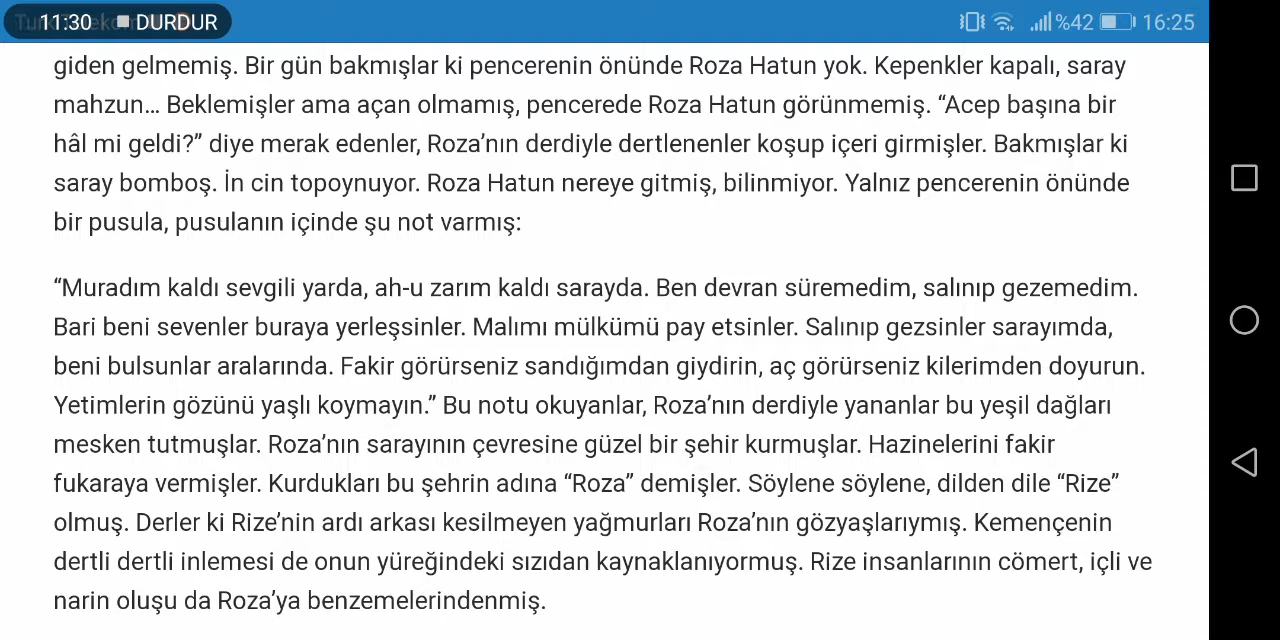 11:30 DURDUR %42 16:25
giden gelmemiş. Bir gün bakmışlar ki pencerenin önünde Roza Hatun yok. Kepenkler kapalı, saray
mahzun... Beklemişler ama açan olmamış, pencerede Roza Hatun görünmemiş. “Acep başına bir
hâl mi geldi?” diye merak edenler, Roza’nın derdiyle dertlenenler koşup içeri girmişler. Bakmışlar ki
saray bomboş. İn cin topoynuyor. Roza Hatun nereye gitmiş, bilinmiyor. Yalnız pencerenin önünde
bir pusula, pusulanın içinde şu not varmış:
“Muradım kaldı sevgili yarda, ah-u zarım kaldı sarayda. Ben devran süremedim, salınıp gezemedim.
Bari beni sevenler buraya yerleşsinler. Malımı mülkümü pay etsinler. Salınıp gezsinler sarayımda,
beni bulsunlar aralarında. Fakir görürseniz sandığımdan giydirin, aç görürseniz kilerimden doyurun.
Yetimlerin gözünü yaşlı koymayın.” Bu notu okuyanlar, Roza’nın derdiyle yananlar bu yeşil dağları
mesken tutmuşlar. Roza’nın sarayının çevresine güzel bir şehir kurmuşlar. Hazinelerini fakir
fukaraya vermişler. Kurdukları bu şehrin adına “Roza” demişler. Söylene söylene, dilden dile “Rize”
olmuş. Derler ki Rize’nin ardı arkası kesilmeyen yağmurları Roza’nın gözyaşlarıymış. Kemençenin
dertli dertli inlemesi de onun yüreğindeki sızıdan kaynaklanıyormuş. Rize insanlarının cömert, içli ve
narin oluşu da Roza’ya benzemelerindenmiş.